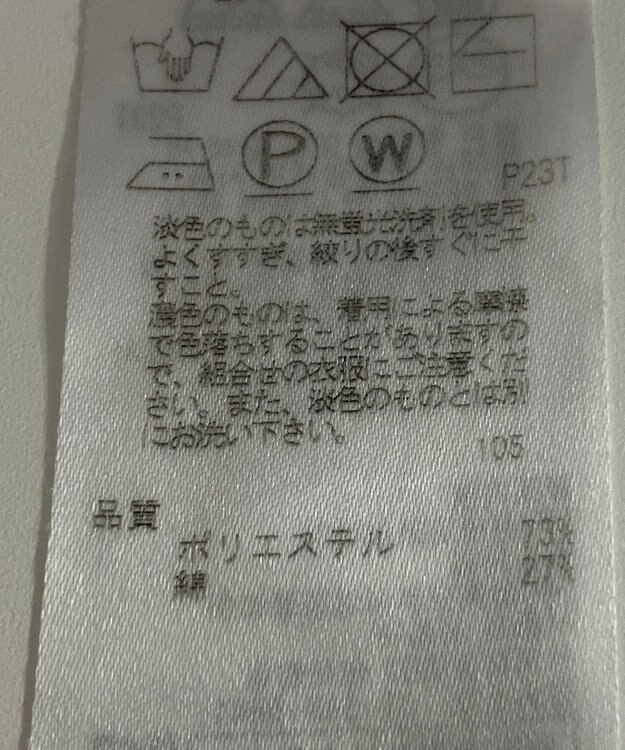 P W
P23T
淡色のものは無蛍光洗剤を使用。
よくすすぎ、絞りの後すぐに干
すこと。
濃色のものは、着用による摩擦
で色落ちすることがありますの
で、組合せの衣服にご注意くだ
さい。また、淡色のものとは別
にお洗い下さい。
105
品質
ポリエステル 73%
綿 27%